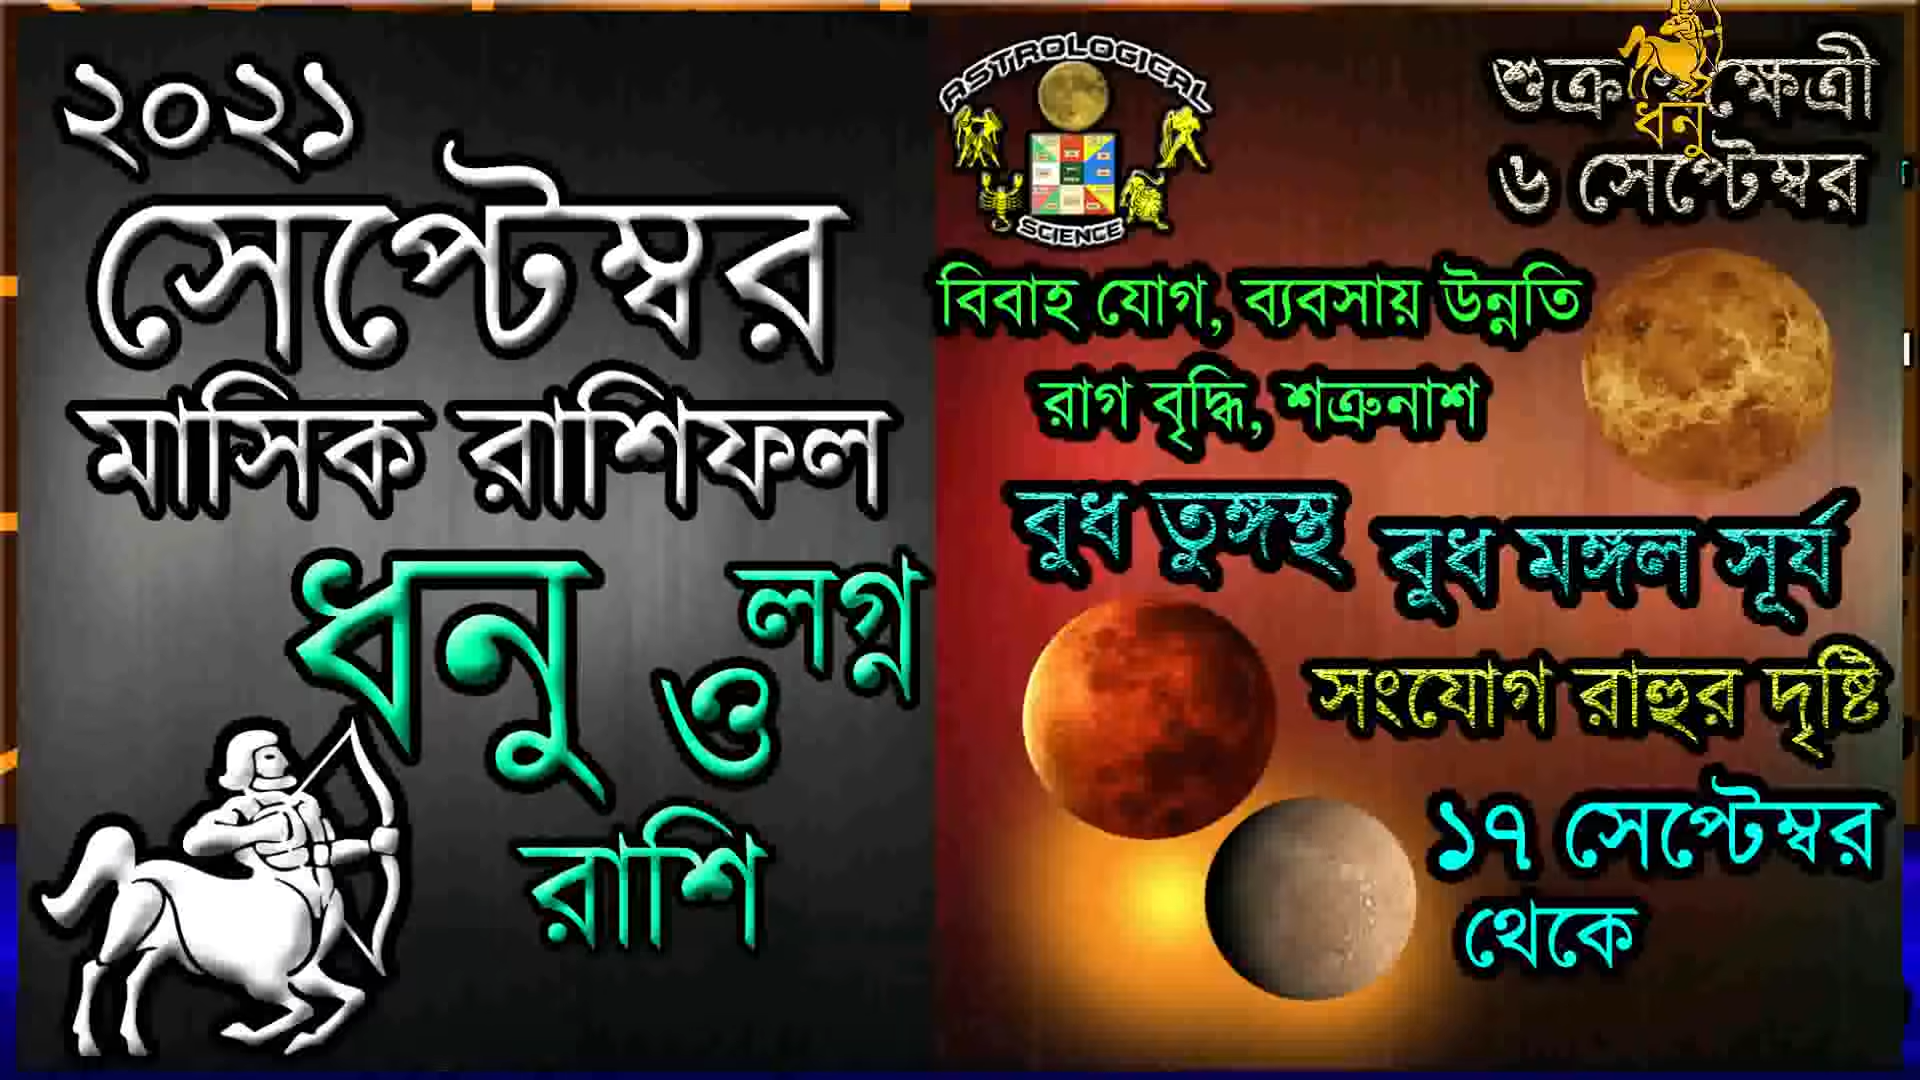 ২০২১
সেপ্টেম্বর
মাসিক রাশিফল
ধনু ও লগ্ন
রাশি
ASTROLOGICAL
SCIENCE
শুক্র ক্ষেত্রী
ধনু
৬ সেপ্টেম্বর
বিবাহ যোগ, ব্যবসায় উন্নতি
রাগ বৃদ্ধি, শত্রুনাশ
বুধ তুঙ্গস্থ
বুধ মঙ্গল সূর্য
সংযোগ রাহুর দৃষ্টি
১৭ সেপ্টেম্বর
থেকে